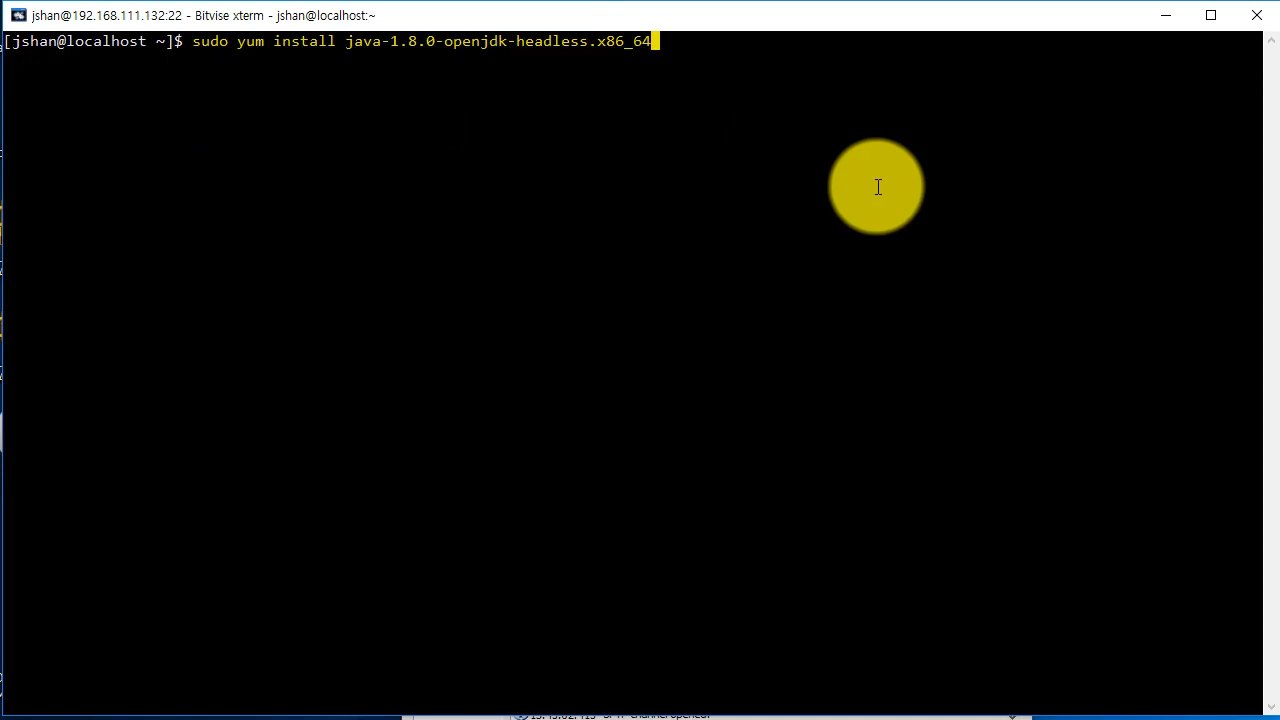 jshan@192.168.111.132:22 - Bitvise xterm - jshan@localhost:~
[jshan@localhost ~]$ sudo yum install java-1.8.0-openjdk-headless.x86_64